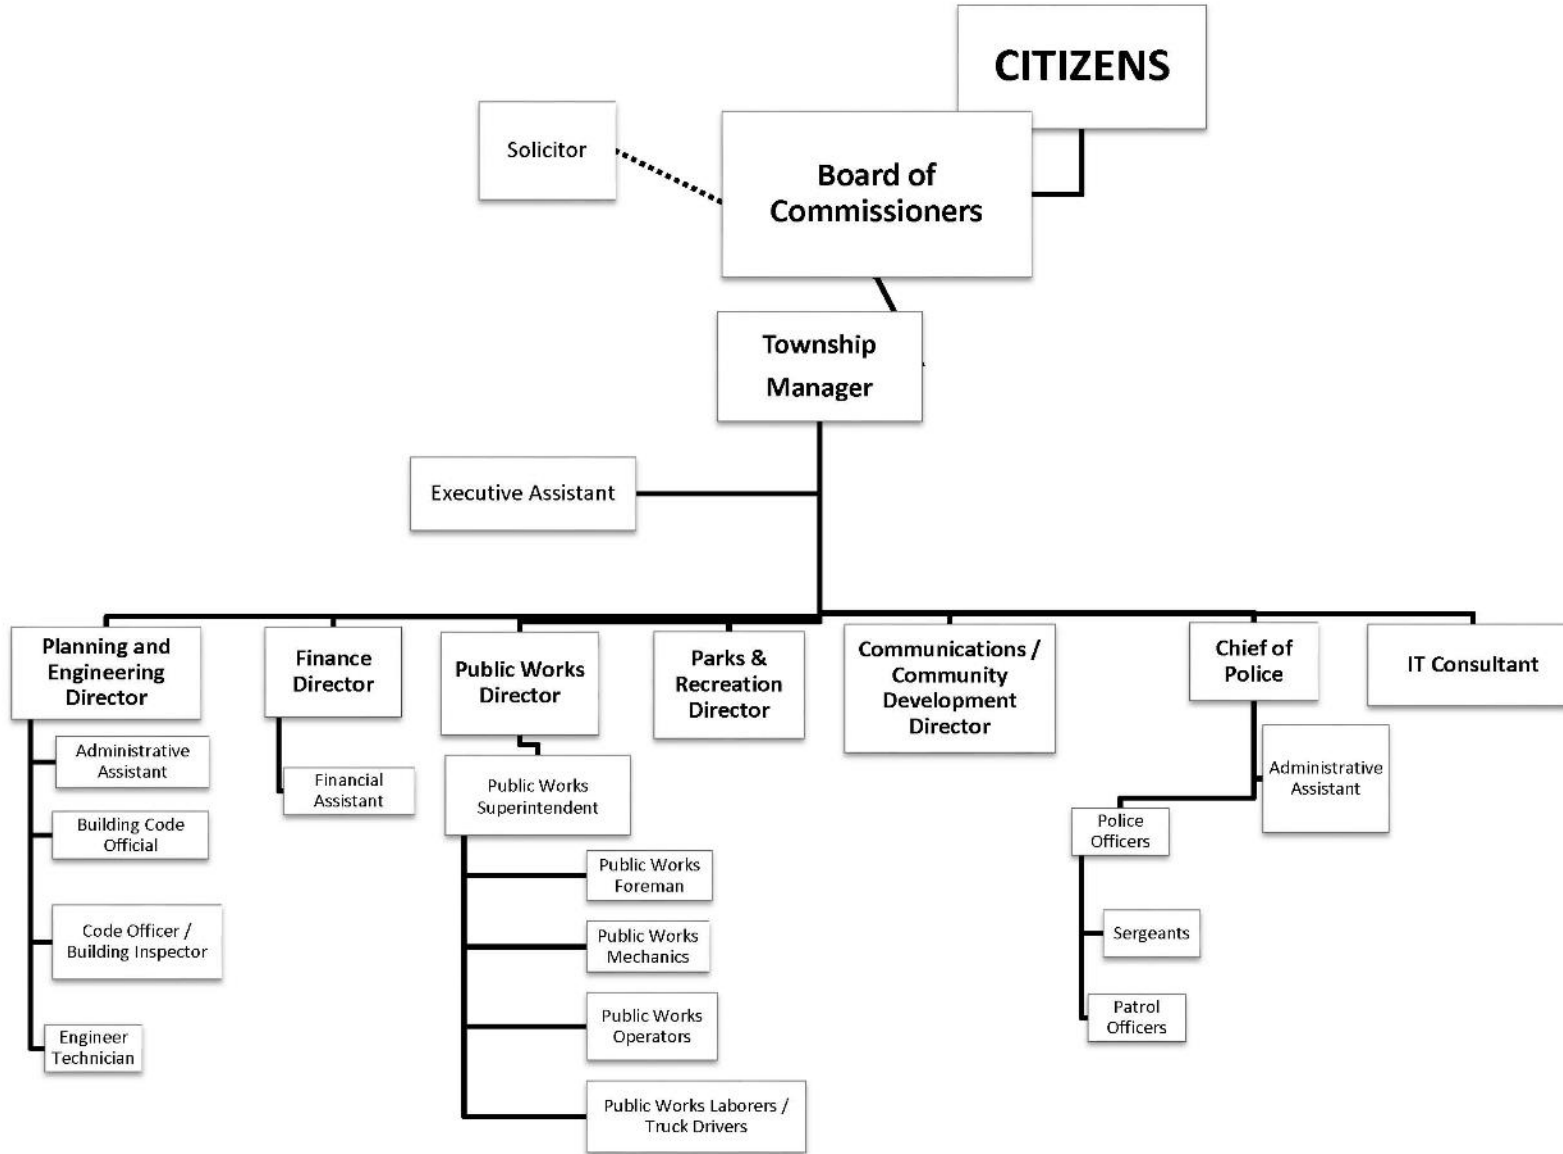 CITIZENS
Solicitor
Board of
Commissioners
Township
Manager
Executive Assistant
Planning and
Engineering
Director
Finance
Director
Public Works
Director
Parks &
Recreation
Director
Communications /
Community
Development
Director
Chief of
Police
IT Consultant
Administrative
Assistant
Building Code
Official
Code Officer /
Building Inspector
Engineer
Technician
Financial
Assistant
Public Works
Superintendent
Public Works
Foreman
Public Works
Mechanics
Public Works
Operators
Public Works Laborers /
Truck Drivers
Administrative
Assistant
Police
Officers
Sergeants
Patrol
Officers